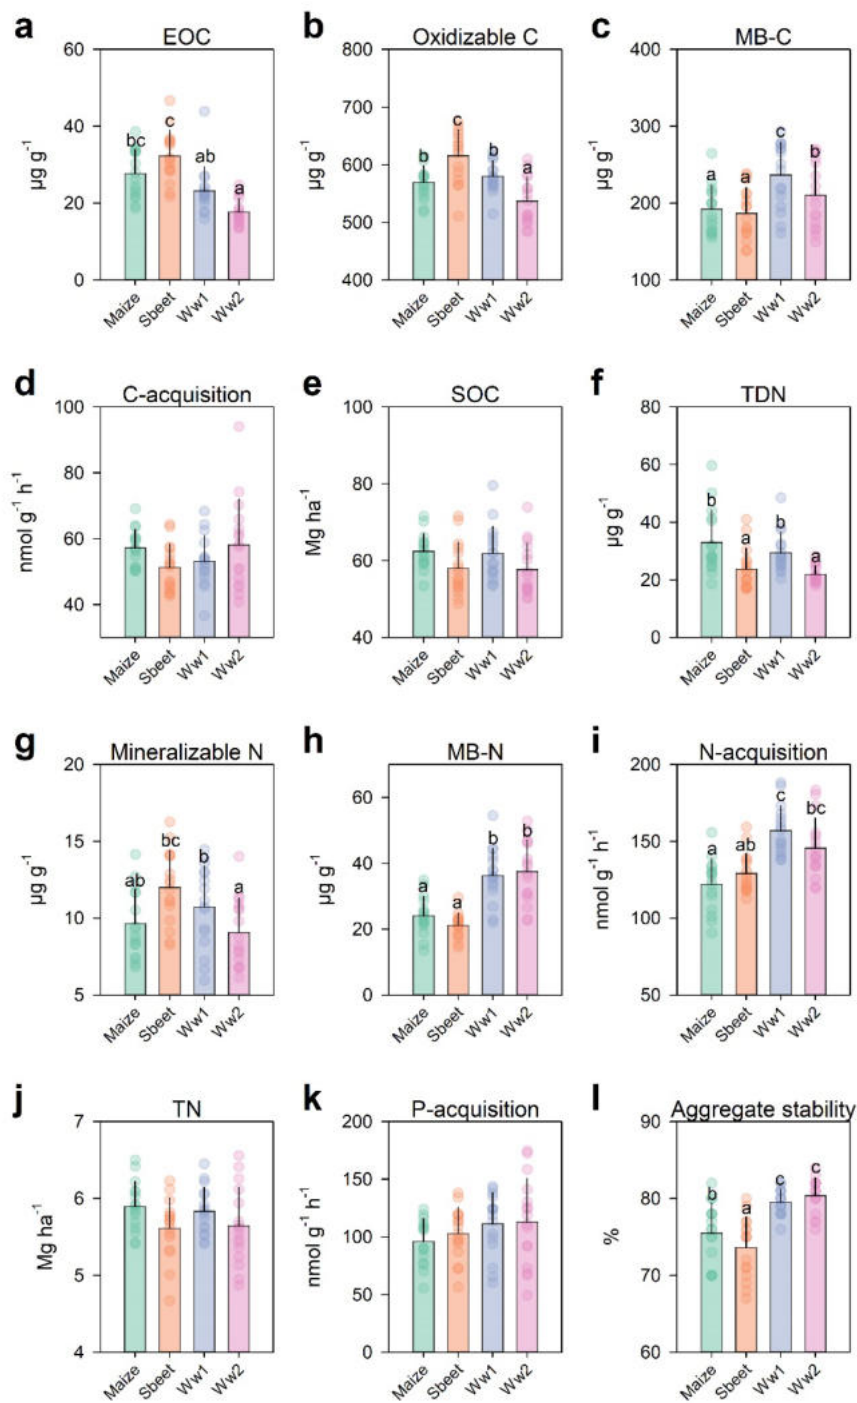 a EOC b Oxidizable C c MB-C
60 800 400
40 700 300
20 600 200
0 500 100
400
µg g⁻¹ µg g⁻¹ µg g⁻¹
bc c ab a b c b a a a c b
Maize Sbeet Ww1 Ww2 Maize Sbeet Ww1 Ww2 Maize Sbeet Ww1 Ww2
d C-acquisition e SOC f TDN
100 100 80
80 80 60
60 60 40
40 40 20
0
nmol g⁻¹ h⁻¹ Mg ha⁻¹ µg g⁻¹
b a b a
Maize Sbeet Ww1 Ww2 Maize Sbeet Ww1 Ww2 Maize Sbeet Ww1 Ww2
g Mineralizable N h MB-N i N-acquisition
20 60 200
15 40 150
10 20 100
5 0 50
µg g⁻¹ µg g⁻¹ nmol g⁻¹ h⁻¹
ab bc b a a a b b a ab c bc
Maize Sbeet Ww1 Ww2 Maize Sbeet Ww1 Ww2 Maize Sbeet Ww1 Ww2
j TN k P-acquisition l Aggregate stability
7 200 90
6 150 80
5 100 70
4 50 60
0
Mg ha⁻¹ nmol g⁻¹ h⁻¹ %
b a c c
Maize Sbeet Ww1 Ww2 Maize Sbeet Ww1 Ww2 Maize Sbeet Ww1 Ww2